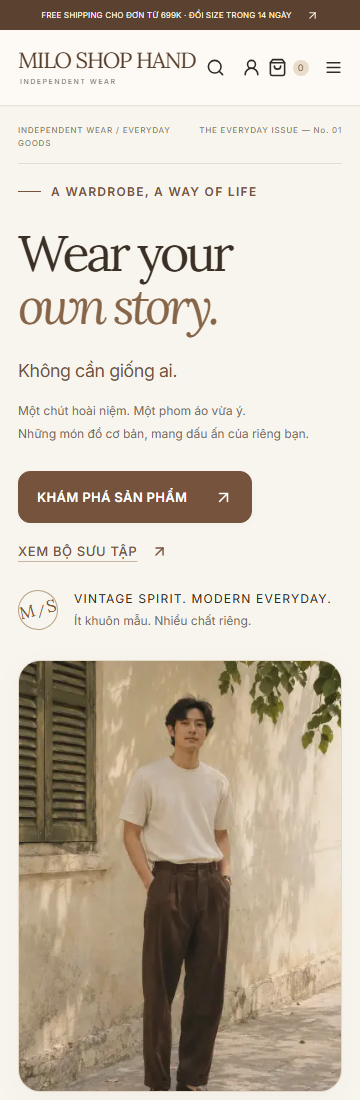 FREE SHIPPING CHO ĐƠN TỪ 699K · ĐỔI SIZE TRONG 14 NGÀY
MILO SHOP HAND
INDEPENDENT WEAR
0
INDEPENDENT WEAR / EVERYDAY
GOODS
THE EVERYDAY ISSUE — No. 01
A WARDROBE, A WAY OF LIFE
Wear your
own story.
Không cần giống ai.
Một chút hoài niệm. Một phom áo vừa ý.
Những món đồ cơ bản, mang dấu ấn của riêng bạn.
KHÁM PHÁ SẢN PHẨM
XEM BỘ SƯU TẬP
M/S
VINTAGE SPIRIT. MODERN EVERYDAY.
Ít khuôn mẫu. Nhiều chất riêng.